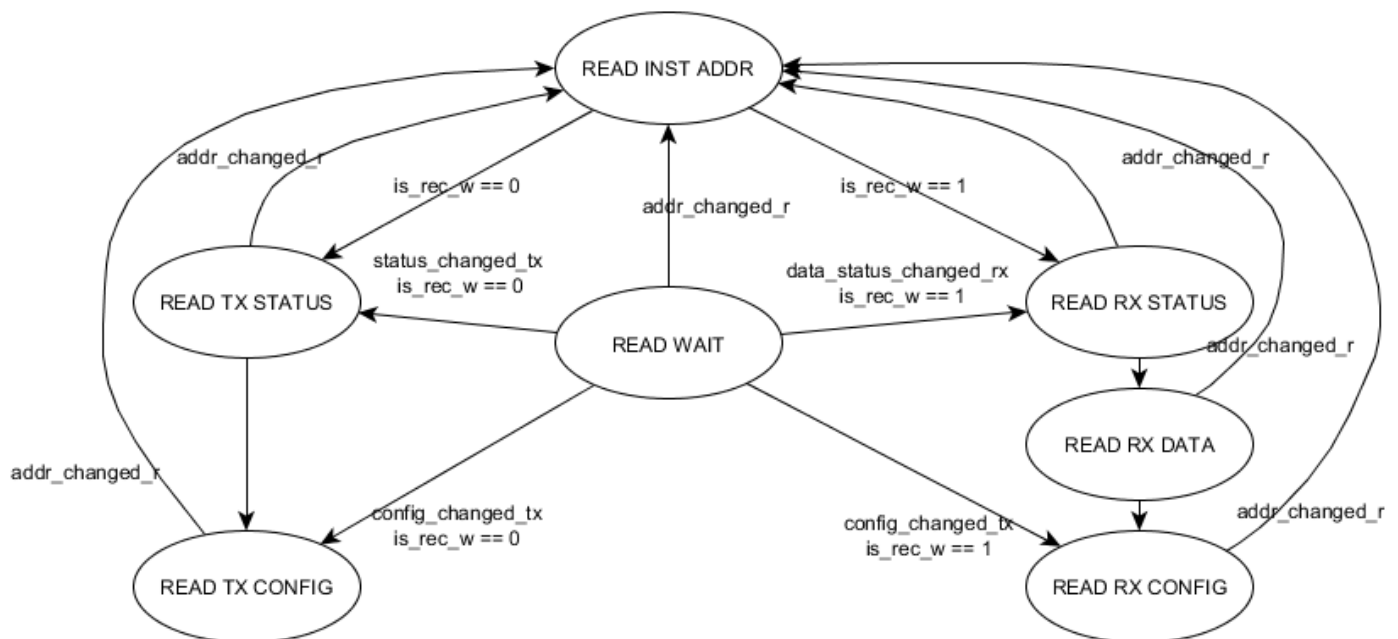 READ INST ADDR
addr_changed_r
addr_changed_r
is_rec_w == 0
is_rec_w == 1
addr_changed_r
status_changed_tx
is_rec_w == 0
data_status_changed_rx
is_rec_w == 1
READ TX STATUS
READ RX STATUS
READ WAIT
addr_changed_r
READ RX DATA
addr_changed_r
config_changed_tx
is_rec_w == 0
config_changed_tx
is_rec_w == 1
addr_changed_r
READ TX CONFIG
READ RX CONFIG